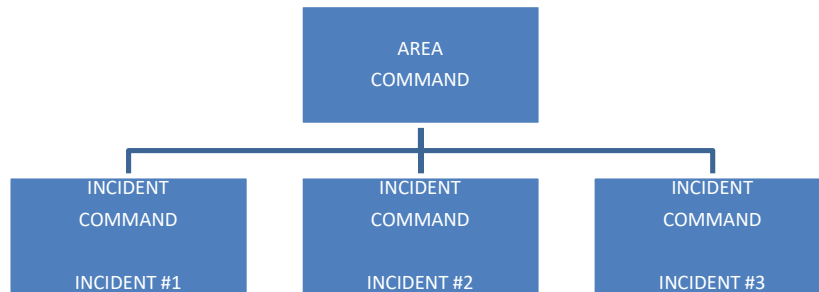 AREA
COMMAND
INCIDENT
COMMAND
INCIDENT #1
INCIDENT
COMMAND
INCIDENT #2
INCIDENT
COMMAND
INCIDENT #3